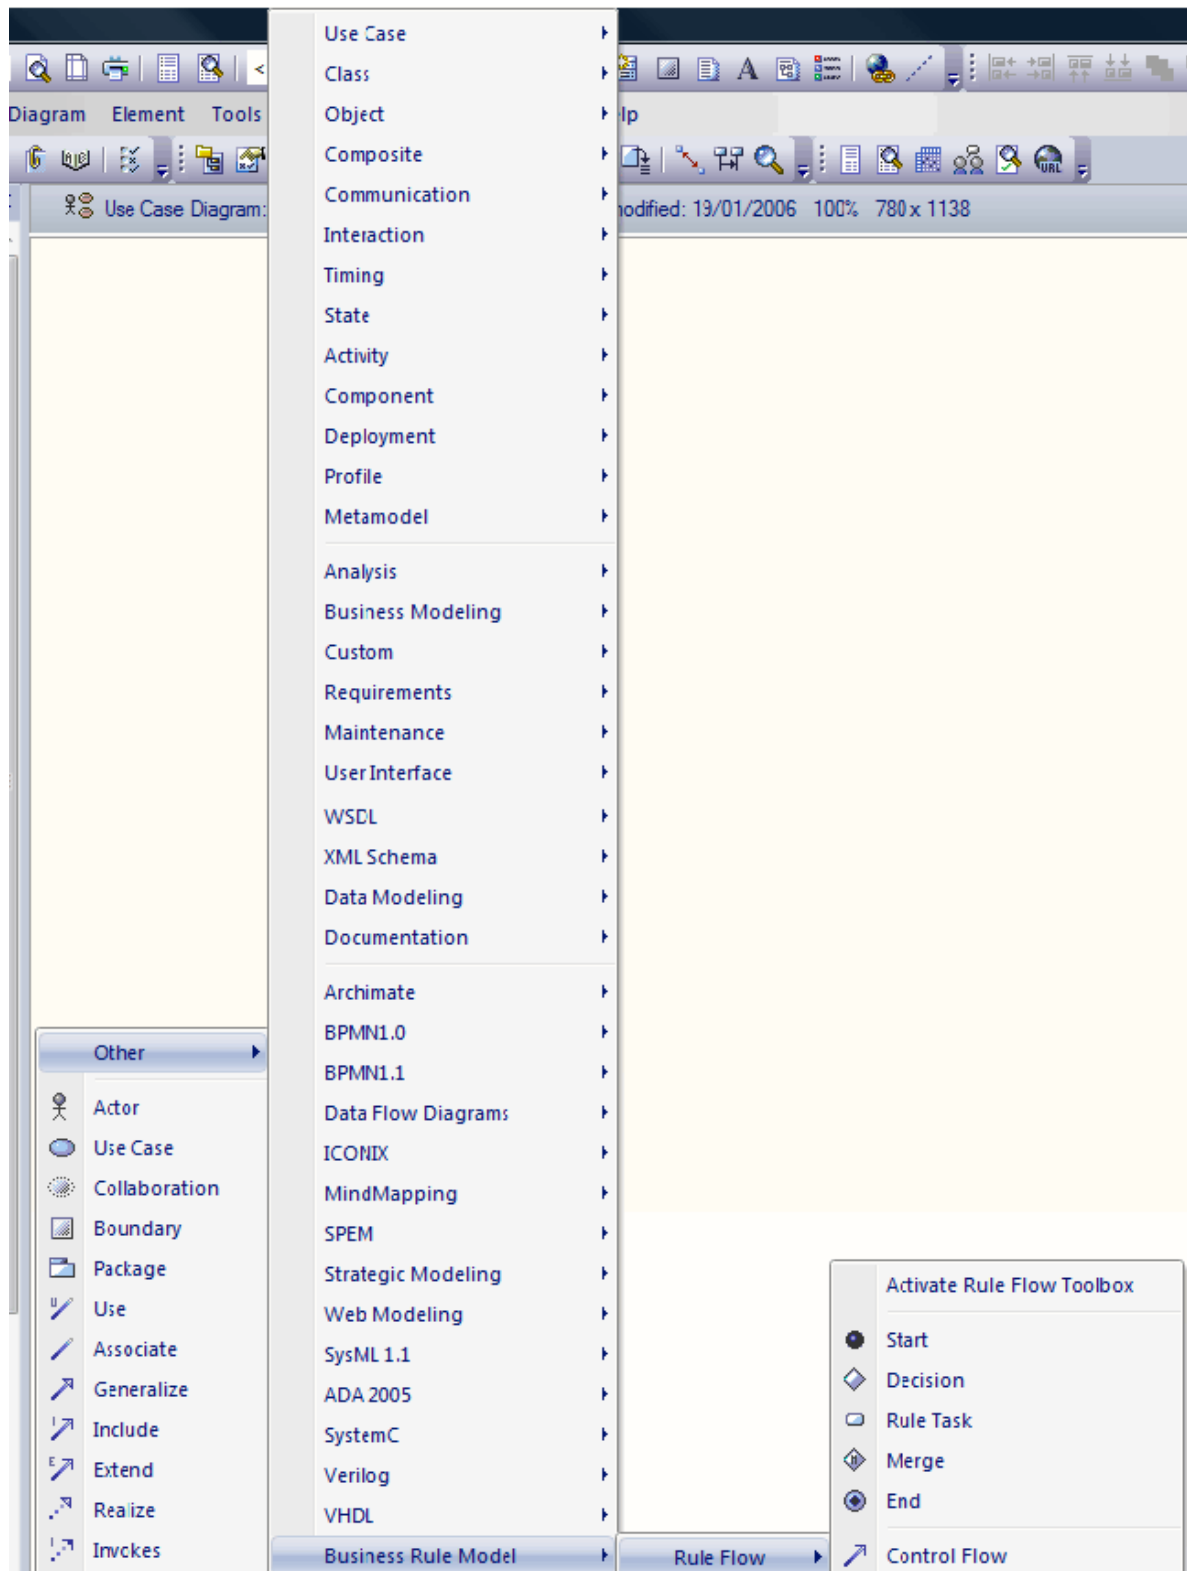 Diagram Element Tools lp
Use Case Diagram: odified: 19/01/2006 100% 780 x 1138
Use Case
Class
Object
Composite
Communication
Interaction
Timing
State
Activity
Component
Deployment
Profile
Metamodel
Analysis
Business Modeling
Custom
Requirements
Maintenance
User Interface
WSDL
XML Schema
Data Modeling
Documentation
Archimate
BPMN1.0
BPMN1.1
Data Flow Diagrams
ICONIX
MindMapping
SPEM
Strategic Modeling
Web Modeling
SysML 1.1
ADA 2005
SystemC
Verilog
VHDL
Business Rule Model
Other
Actor
Use Case
Collaboration
Boundary
Package
Use
Associate
Generalize
Include
Extend
Realize
Invokes
Rule Flow
Activate Rule Flow Toolbox
Start
Decision
Rule Task
Merge
End
Control Flow